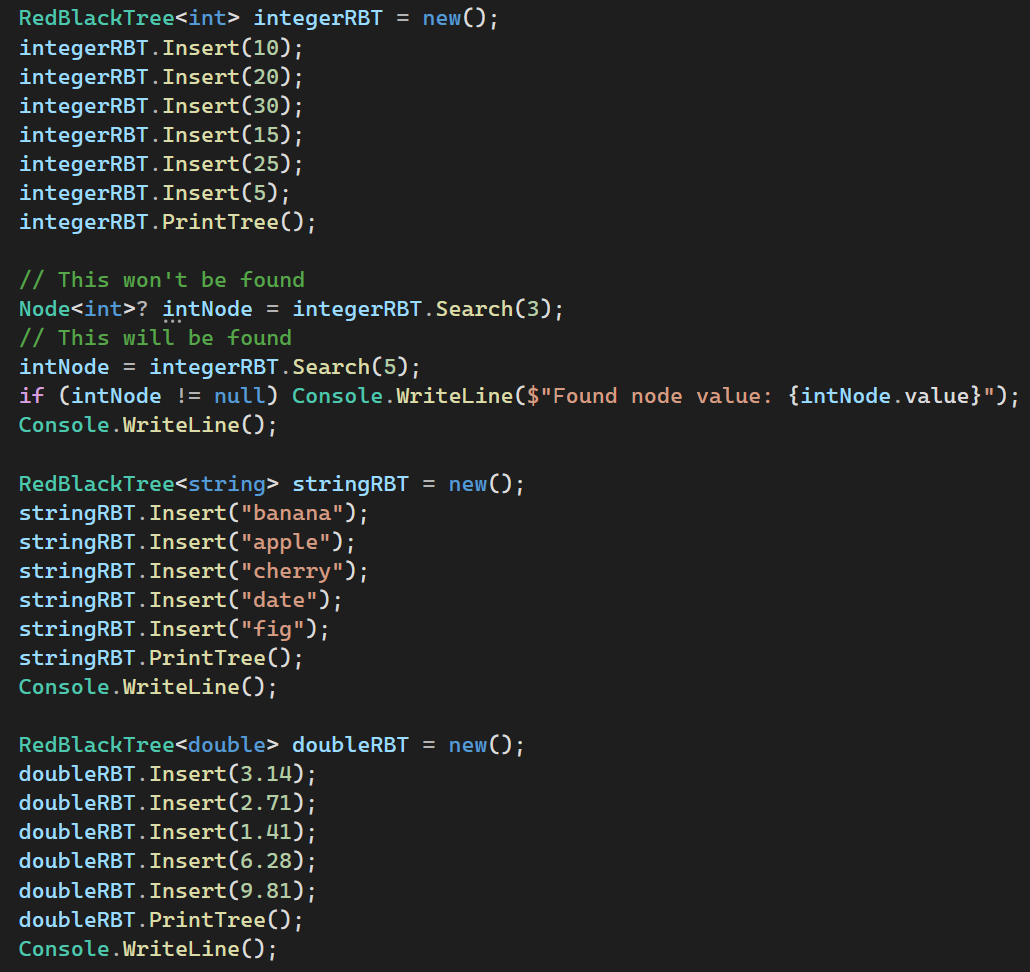 RedBlackTree<int> integerRBT = new();
integerRBT.Insert(10);
integerRBT.Insert(20);
integerRBT.Insert(30);
integerRBT.Insert(15);
integerRBT.Insert(25);
integerRBT.Insert(5);
integerRBT.PrintTree();

// This won't be found
Node<int>? intNode = integerRBT.Search(3);
// This will be found
intNode = integerRBT.Search(5);
if (intNode != null) Console.WriteLine($"Found node value: {intNode.value}");
Console.WriteLine();

RedBlackTree<string> stringRBT = new();
stringRBT.Insert("banana");
stringRBT.Insert("apple");
stringRBT.Insert("cherry");
stringRBT.Insert("date");
stringRBT.Insert("fig");
stringRBT.PrintTree();
Console.WriteLine();

RedBlackTree<double> doubleRBT = new();
doubleRBT.Insert(3.14);
doubleRBT.Insert(2.71);
doubleRBT.Insert(1.41);
doubleRBT.Insert(6.28);
doubleRBT.Insert(9.81);
doubleRBT.PrintTree();
Console.WriteLine();